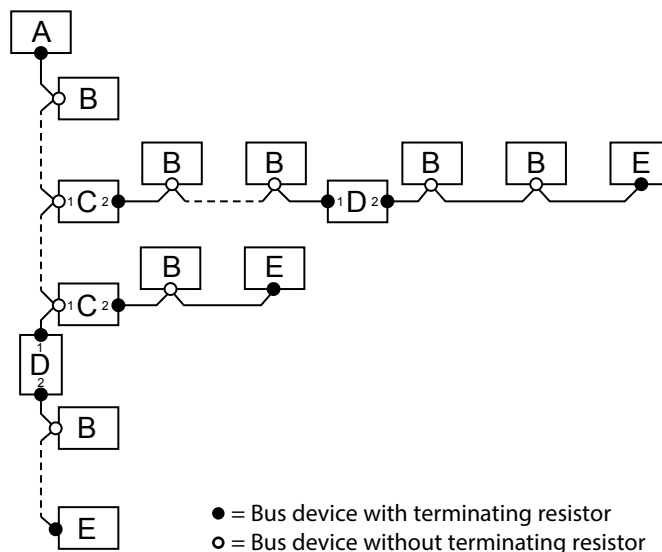 A
B
B B B B E
1 C 2 1 D 2
B E
1 C 2
1
D
2
B
E
= Bus device with terminating resistor
= Bus device without terminating resistor